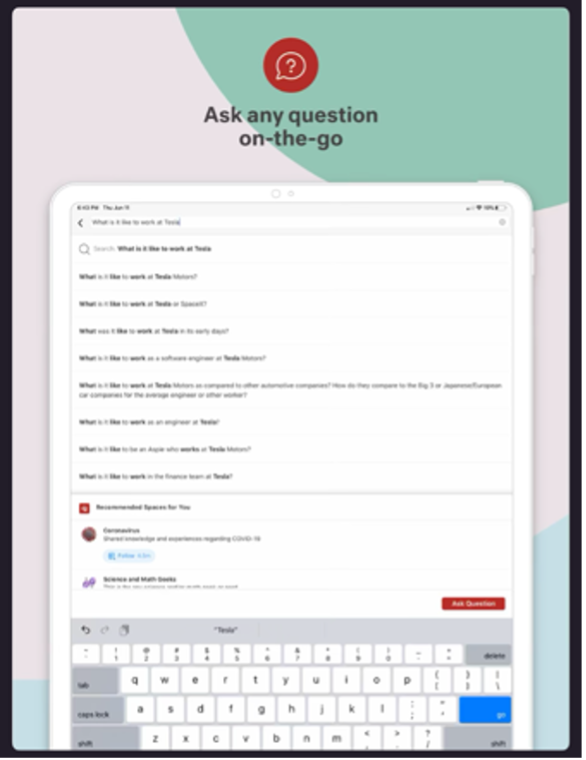 Ask any question
on-the-go
6:43 PM Thu Jun 11
What is it like to work at Tesla
Search: What is it like to work at Tesla
What is it like to work at Tesla Motors?
What is it like to work at Tesla or SpaceX?
What was it like to work at Tesla in its early days?
What is it like to work as a software engineer at Tesla Motors?
What is it like to work at Tesla Motors as compared to other automotive companies? How do they compare to the Big 3 or Japanese/European
car companies for the average engineer or other worker?
What is it like to work as an engineer at Tesla?
What is it like to be an Aspie who works at Tesla Motors?
What is it like to work in the finance team at Tesla?
Recommended Spaces for You
Coronavirus
Shared knowledge and experiences regarding COVID-19
Follow
Science and Math Geeks
Ask Question
"Tesla"
! @ # $ % ^ & * ( )
1 2 3 4 5 6 7 8 9 0 delete
tab q w e r t y u i o p { } | [ ] \
caps lock a s d f g h j k l : ; " ' go
shift z x c v b n m < , > . ? / shift